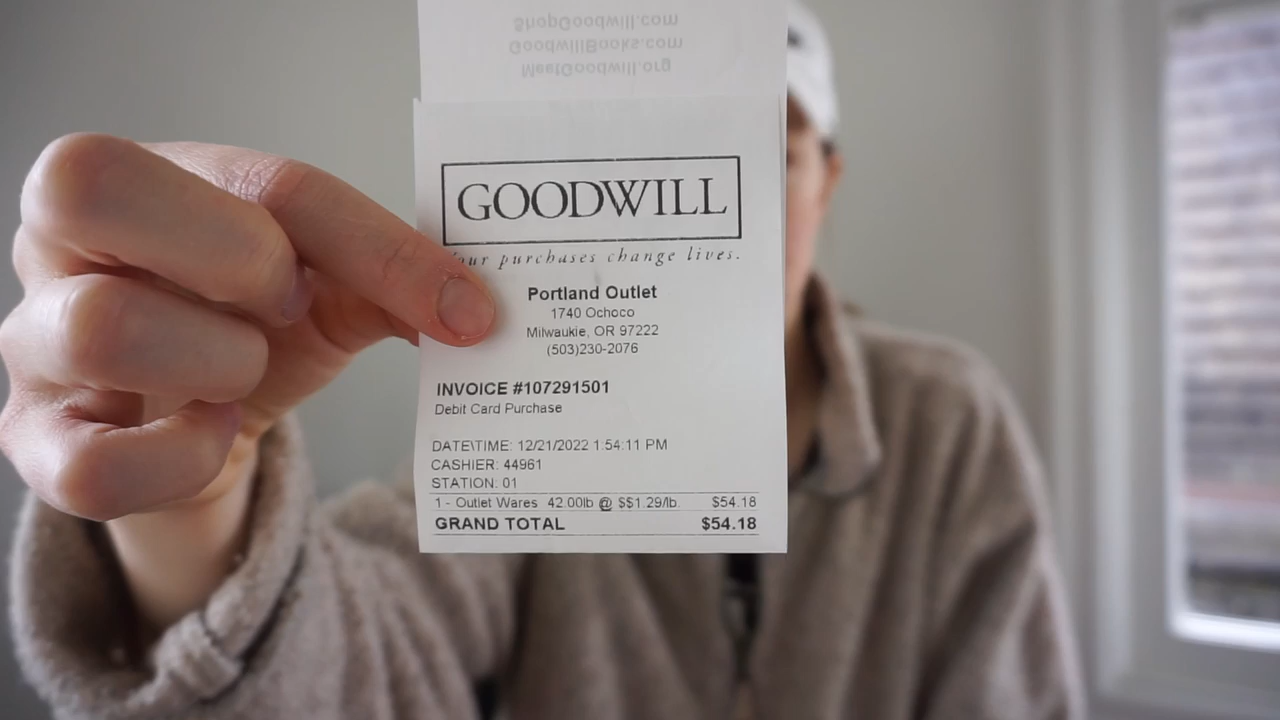 ShopGoodwill.com
GoodwillBooks.com
MeetGoodwill.org
GOODWILL
our purchases change lives.
Portland Outlet
1740 Ochoco
Milwaukie, OR 97222
(503)230-2076
INVOICE #107291501
Debit Card Purchase
DATE\TIME: 12/21/2022 1:54:11 PM
CASHIER: 44961
STATION: 01
1 - Outlet Wares 42.00lb @ $$1.29/lb. $54.18
GRAND TOTAL $54.18